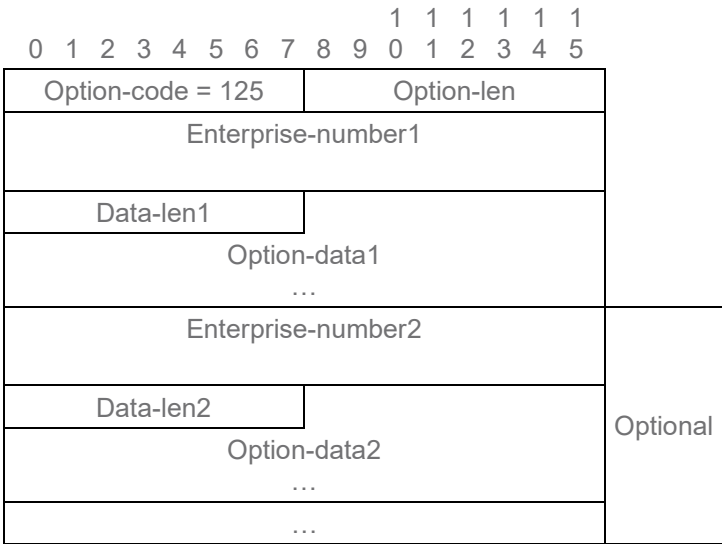 1 1 1 1 1 1
0 1 2 3 4 5 6 7 8 9 0 1 2 3 4 5
Option-code = 125 Option-len
Enterprise-number1
Data-len1
Option-data1
…
Enterprise-number2
Data-len2
Option-data2
…
Optional
…